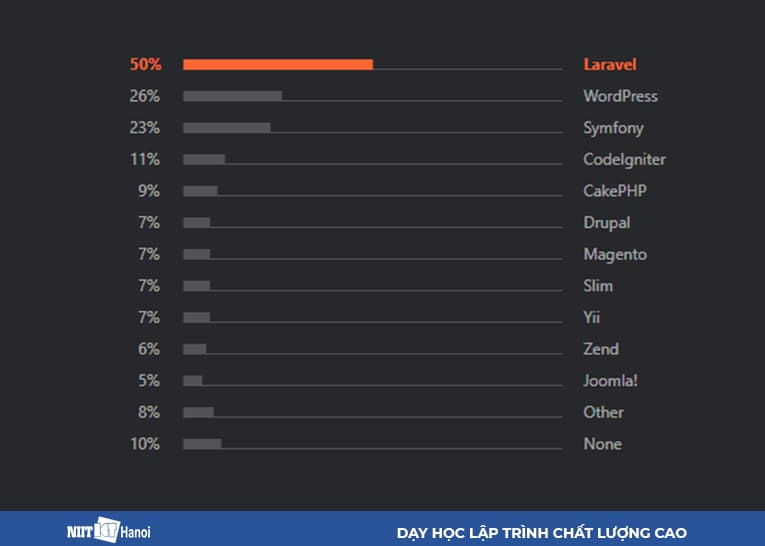 50% Laravel
26% WordPress
23% Symfony
11% CodeIgniter
9% CakePHP
7% Drupal
7% Magento
7% Slim
7% Yii
6% Zend
5% Joomla!
8% Other
10% None
NIIT ICT Hanoi
DẠY HỌC LẬP TRÌNH CHẤT LƯỢNG CAO